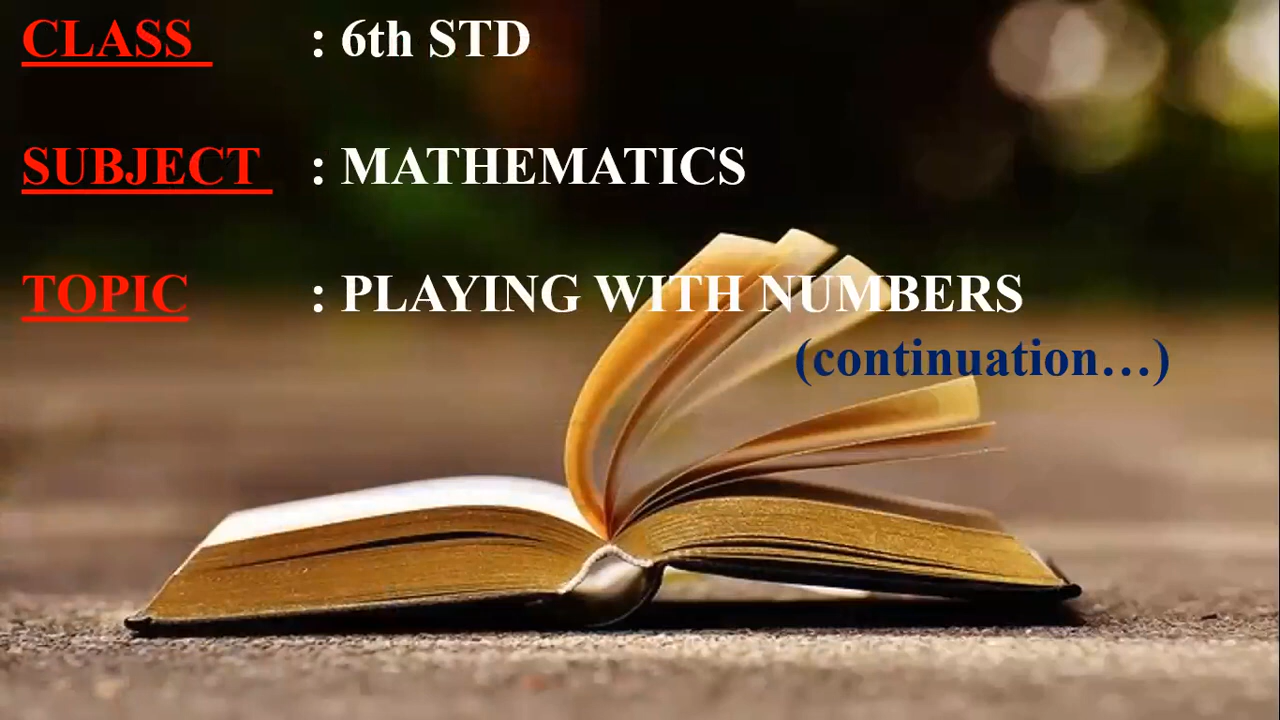 CLASS : 6th STD
SUBJECT : MATHEMATICS
TOPIC : PLAYING WITH NUMBERS
(continuation...)